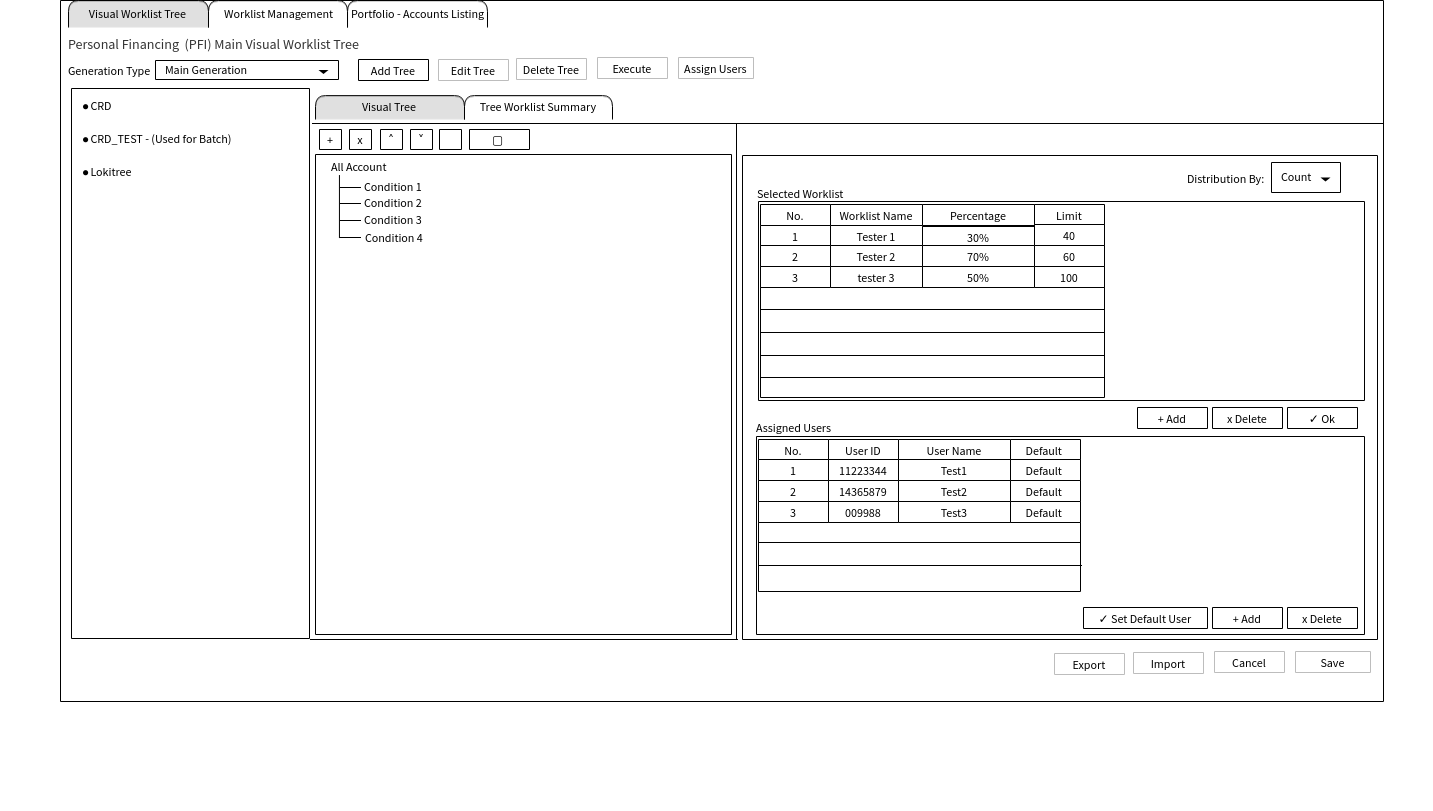 Visual Worklist Tree Worklist Management Portfolio - Accounts Listing
Personal Financing (PFI) Main Visual Worklist Tree
Generation Type Main Generation Add Tree Edit Tree Delete Tree Execute Assign Users
● CRD
● CRD_TEST - (Used for Batch)
● Lokitree
Visual Tree Tree Worklist Summary
+ x ˄ ˅ ▢
All Account
Condition 1
Condition 2
Condition 3
Condition 4
Distribution By: Count
Selected Worklist
No. Worklist Name Percentage Limit
1 Tester 1 30% 40
2 Tester 2 70% 60
3 tester 3 50% 100
+ Add x Delete ✓ Ok
Assigned Users
No. User ID User Name Default
1 11223344 Test1 Default
2 14365879 Test2 Default
3 009988 Test3 Default
✓ Set Default User + Add x Delete
Export Import Cancel Save